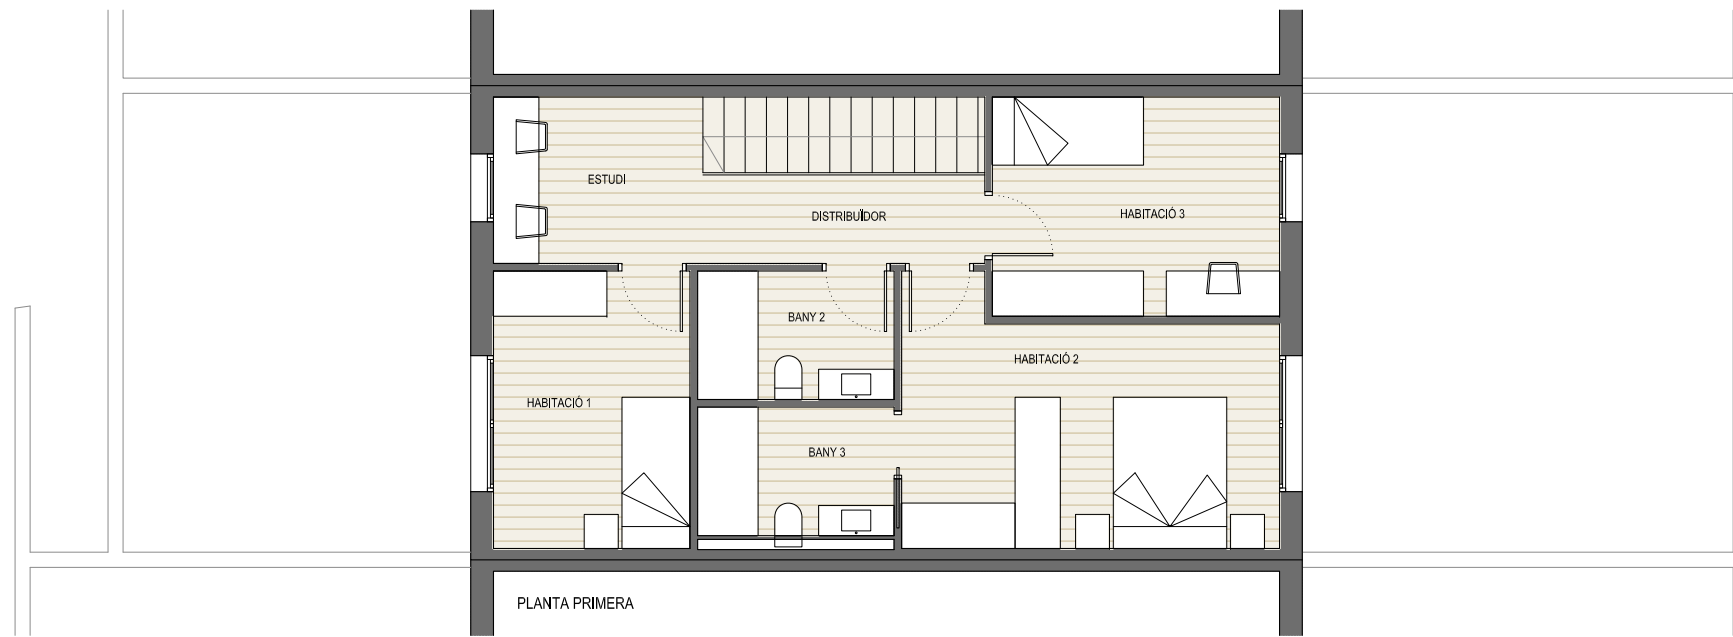 ESTUDI
DISTRIBUÏDOR
HABITACIÓ 3
BANY 2
HABITACIÓ 2
HABITACIÓ 1
BANY 3
PLANTA PRIMERA